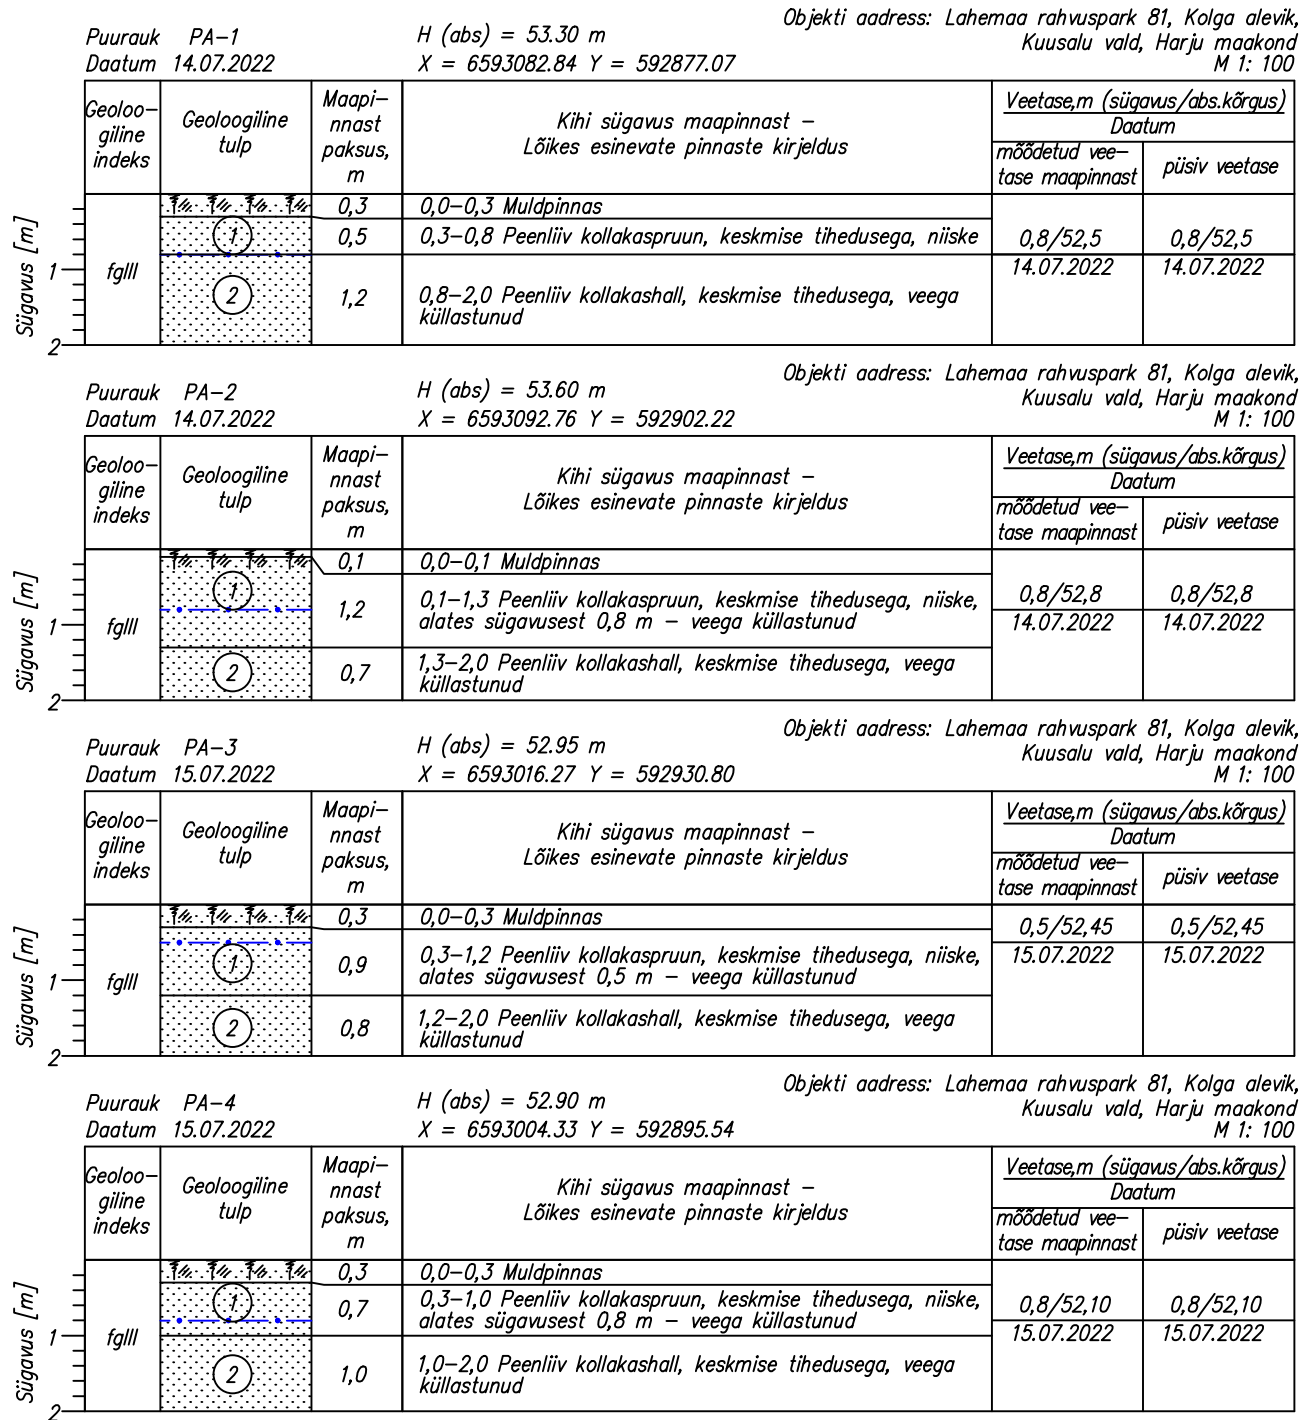 Objekti aadress: Lahemaa rahvuspark 81, Kolga alevik,
Puurauk PA-1 H (abs) = 53.30 m Kuusalu vald, Harju maakond
Daatum 14.07.2022 X = 6593082.84 Y = 592877.07 M 1: 100
Geoloo-
giline
indeks
Geoloogiline
tulp
Maapi-
nnast
paksus,
m
Kihi sügavus maapinnast -
Lõikes esinevate pinnaste kirjeldus
Veetase,m (sügavus/abs.kõrgus)
Daatum
mõõdetud vee-
tase maapinnast
püsiv veetase
Sügavus [m]
1
2
fgIII
1
2
0,3 0,0-0,3 Muldpinnas
0,5 0,3-0,8 Peenliiv kollakaspruun, keskmise tihedusega, niiske
1,2 0,8-2,0 Peenliiv kollakashall, keskmise tihedusega, veega
küllastunud
0,8/52,5 0,8/52,5
14.07.2022 14.07.2022
Objekti aadress: Lahemaa rahvuspark 81, Kolga alevik,
Puurauk PA-2 H (abs) = 53.60 m Kuusalu vald, Harju maakond
Daatum 14.07.2022 X = 6593092.76 Y = 592902.22 M 1: 100
Geoloo-
giline
indeks
Geoloogiline
tulp
Maapi-
nnast
paksus,
m
Kihi sügavus maapinnast -
Lõikes esinevate pinnaste kirjeldus
Veetase,m (sügavus/abs.kõrgus)
Daatum
mõõdetud vee-
tase maapinnast
püsiv veetase
Sügavus [m]
1
2
fgIII
1
2
0,1 0,0-0,1 Muldpinnas
1,2 0,1-1,3 Peenliiv kollakaspruun, keskmise tihedusega, niiske,
alates sügavusest 0,8 m - veega küllastunud
0,7 1,3-2,0 Peenliiv kollakashall, keskmise tihedusega, veega
küllastunud
0,8/52,8 0,8/52,8
14.07.2022 14.07.2022
Objekti aadress: Lahemaa rahvuspark 81, Kolga alevik,
Puurauk PA-3 H (abs) = 52.95 m Kuusalu vald, Harju maakond
Daatum 15.07.2022 X = 6593016.27 Y = 592930.80 M 1: 100
Geoloo-
giline
indeks
Geoloogiline
tulp
Maapi-
nnast
paksus,
m
Kihi sügavus maapinnast -
Lõikes esinevate pinnaste kirjeldus
Veetase,m (sügavus/abs.kõrgus)
Daatum
mõõdetud vee-
tase maapinnast
püsiv veetase
Sügavus [m]
1
2
fgIII
1
2
0,3 0,0-0,3 Muldpinnas
0,9 0,3-1,2 Peenliiv kollakaspruun, keskmise tihedusega, niiske,
alates sügavusest 0,5 m - veega küllastunud
0,8 1,2-2,0 Peenliiv kollakashall, keskmise tihedusega, veega
küllastunud
0,5/52,45 0,5/52,45
15.07.2022 15.07.2022
Objekti aadress: Lahemaa rahvuspark 81, Kolga alevik,
Puurauk PA-4 H (abs) = 52.90 m Kuusalu vald, Harju maakond
Daatum 15.07.2022 X = 6593004.33 Y = 592895.54 M 1: 100
Geoloo-
giline
indeks
Geoloogiline
tulp
Maapi-
nnast
paksus,
m
Kihi sügavus maapinnast -
Lõikes esinevate pinnaste kirjeldus
Veetase,m (sügavus/abs.kõrgus)
Daatum
mõõdetud vee-
tase maapinnast
püsiv veetase
Sügavus [m]
1
2
fgIII
1
2
0,3 0,0-0,3 Muldpinnas
0,7 0,3-1,0 Peenliiv kollakaspruun, keskmise tihedusega, niiske,
alates sügavusest 0,8 m - veega küllastunud
1,0 1,0-2,0 Peenliiv kollakashall, keskmise tihedusega, veega
küllastunud
0,8/52,10 0,8/52,10
15.07.2022 15.07.2022